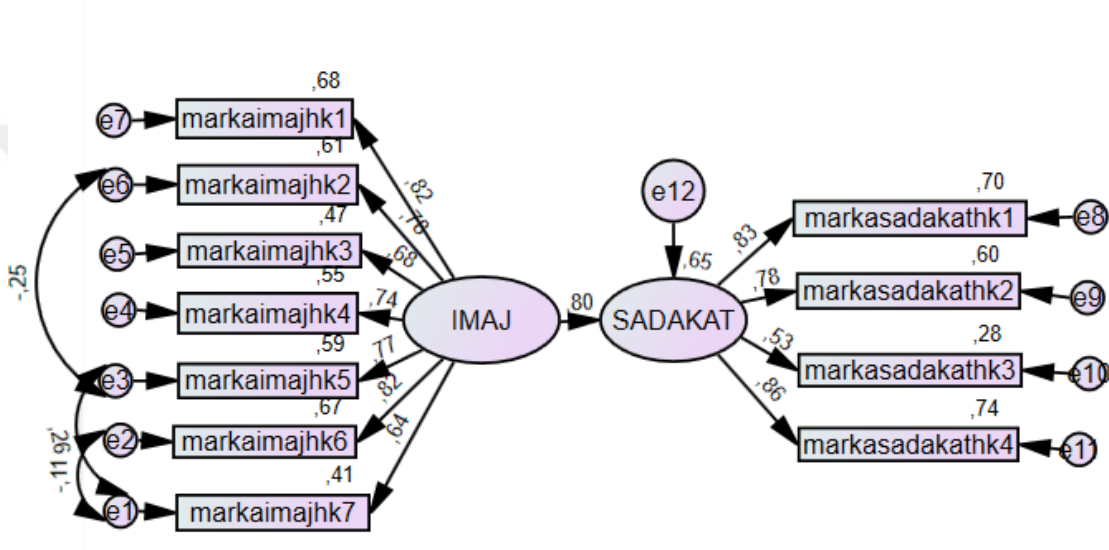 ,68
e7
markaimajhk1
,61
e6
markaimajhk2
,82
,78
,47
e5
markaimajhk3
,68
,55
e4
markaimajhk4
,74
-,25
,59
e3
markaimajhk5
,77
,67
e2
markaimajhk6
,82
,26
-,11
,41
e1
markaimajhk7
,64
IMAJ
,80
e12
,65
SADAKAT
,83
,70
markasadakathk1
e8
,78
,60
markasadakathk2
e9
,53
,28
markasadakathk3
e10
,86
,74
markasadakathk4
e11